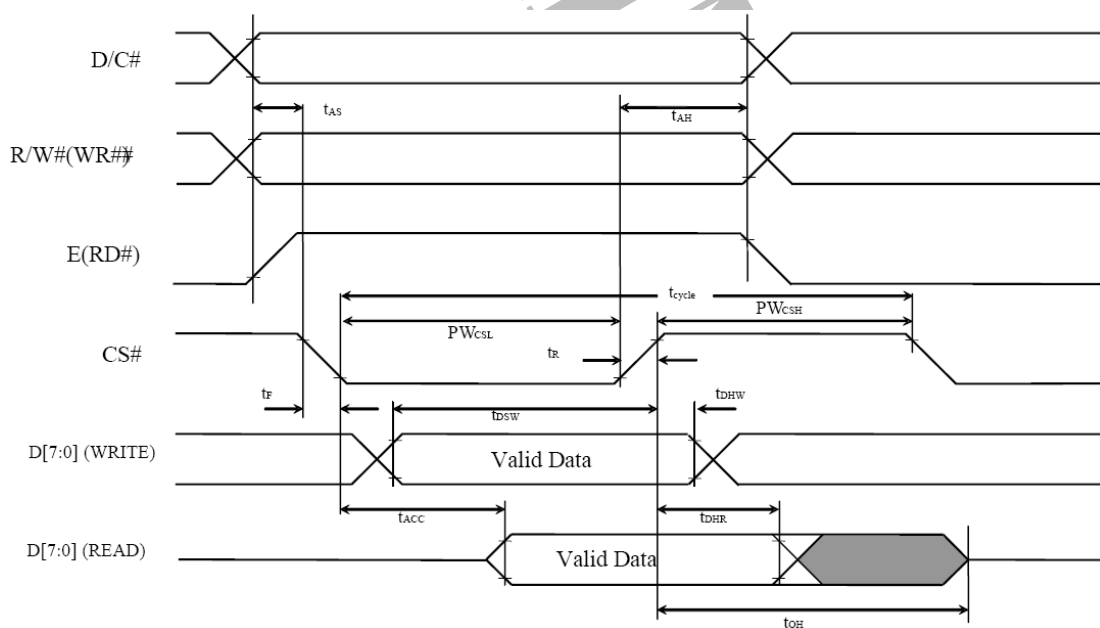 D/C#
tAS
tAH
R/W#(WR##)
E(RD#)
tcycle
PWCSL
PWCSH
CS#
tR
tF
tDSW
tDHW
D[7:0] (WRITE)
Valid Data
tACC
tDHR
D[7:0] (READ)
Valid Data
tOH